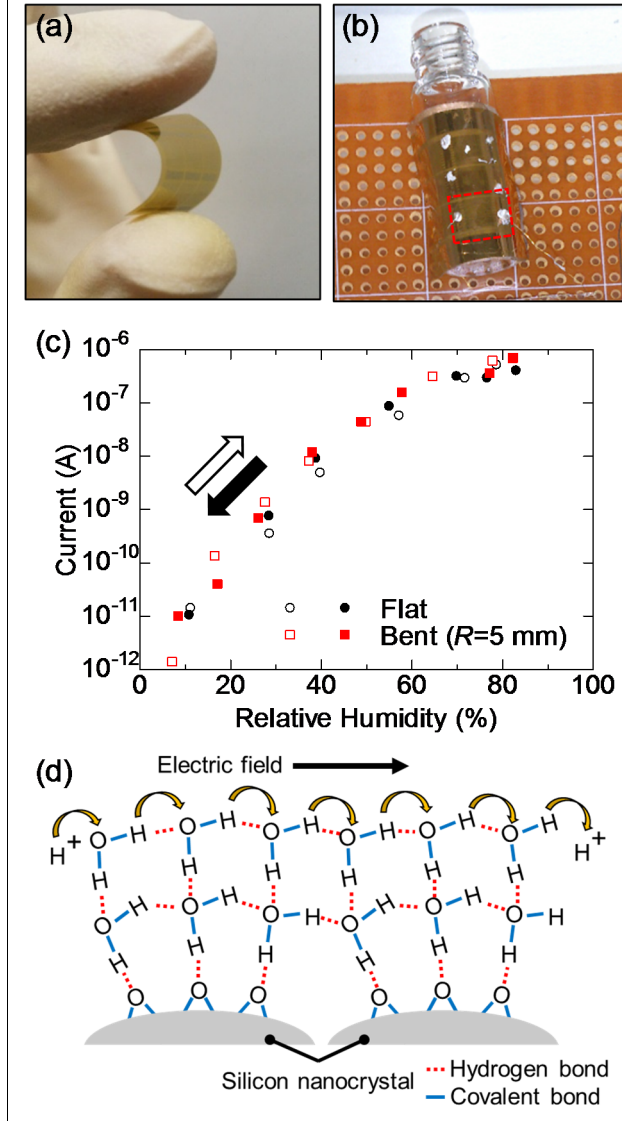 (a)
(b)
(c)
10⁻⁶
10⁻⁷
10⁻⁸
10⁻⁹
10⁻¹⁰
10⁻¹¹
10⁻¹²
Current (A)
Flat
Bent (R=5 mm)
0 20 40 60 80 100
Relative Humidity (%)
(d)
Electric field
H⁺ O H O H O H O H O H O H H⁺
H H H H H H
O H O H O H O H O H O H
H H H H H H
O O O O O O
Silicon nanocrystal
Hydrogen bond
Covalent bond